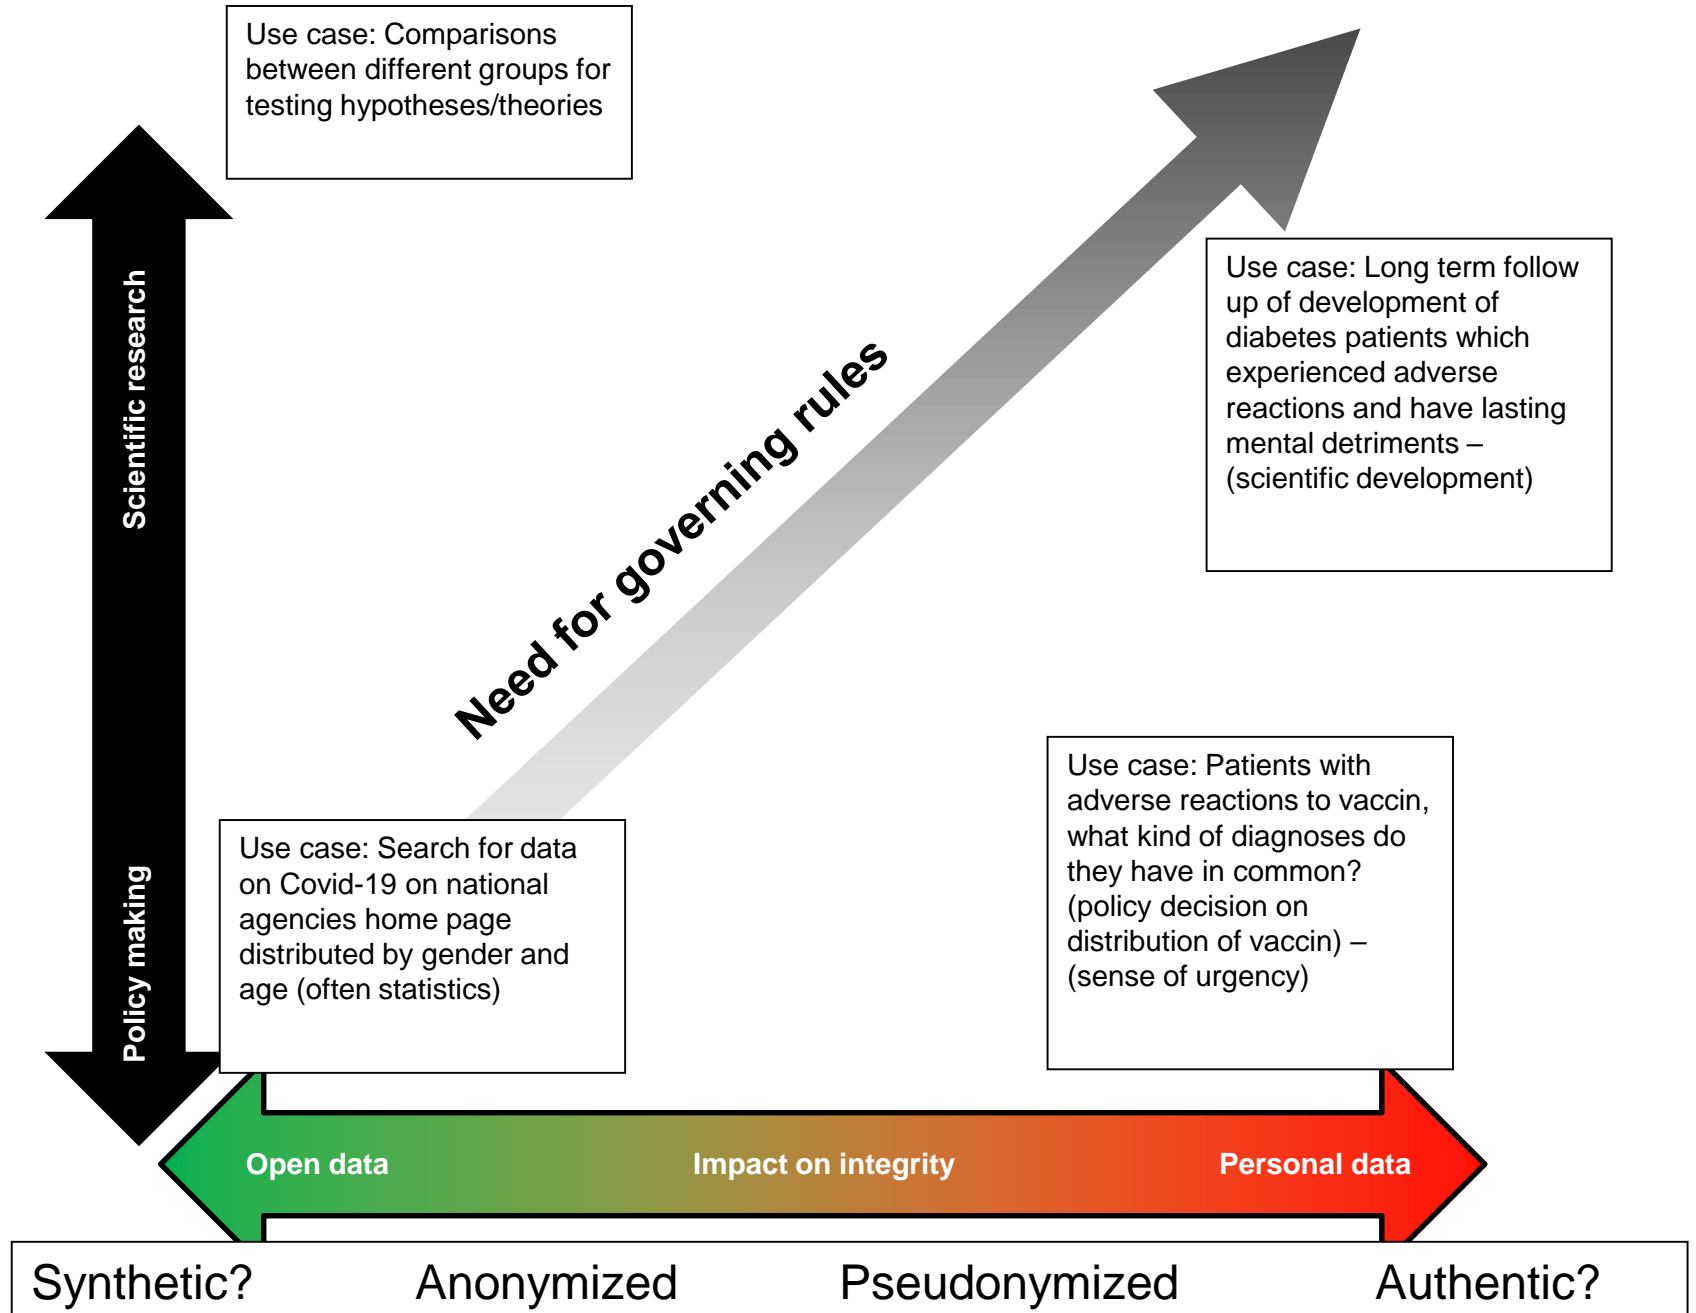 Use case: Comparisons
between different groups for
testing hypotheses/theories
Scientific research
Policy making
Need for governing rules
Use case: Long term follow
up of development of
diabetes patients which
experienced adverse
reactions and have lasting
mental detriments –
(scientific development)
Use case: Search for data
on Covid-19 on national
agencies home page
distributed by gender and
age (often statistics)
Use case: Patients with
adverse reactions to vaccin,
what kind of diagnoses do
they have in common?
(policy decision on
distribution of vaccin) –
(sense of urgency)
Open data Impact on integrity Personal data
Synthetic? Anonymized Pseudonymized Authentic?